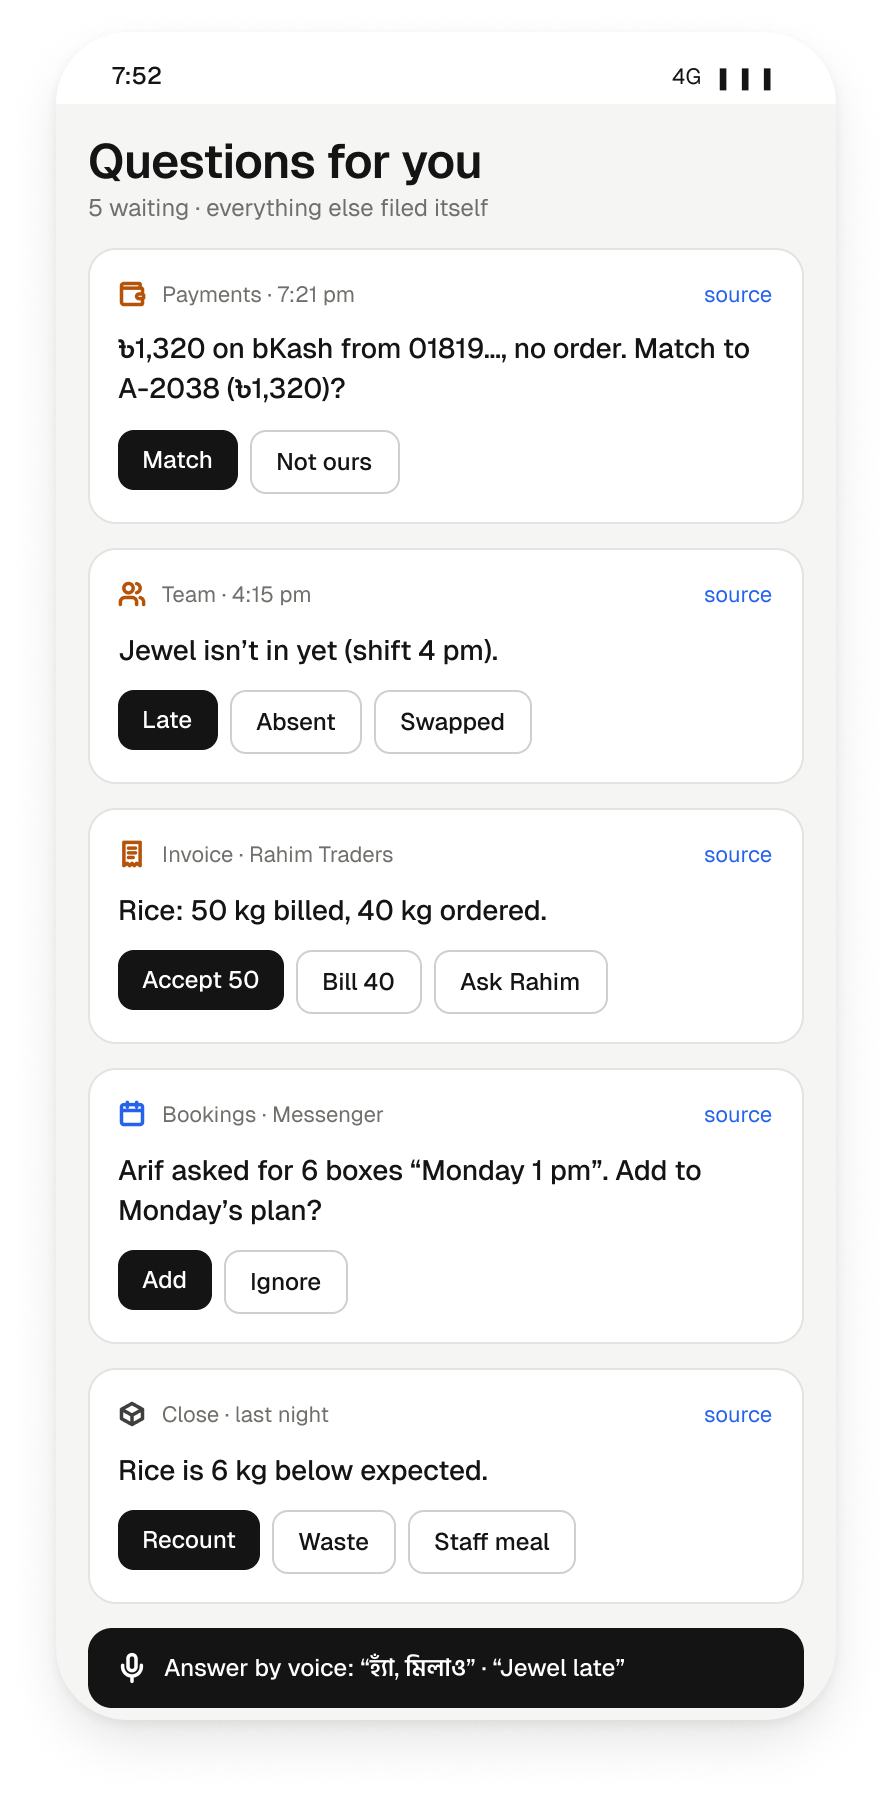 7:52
4G
Questions for you
5 waiting · everything else filed itself
Payments · 7:21 pm
source
৳1,320 on bKash from 01819..., no order. Match to
A-2038 (৳1,320)?
Match
Not ours
Team · 4:15 pm
source
Jewel isn’t in yet (shift 4 pm).
Late
Absent
Swapped
Invoice · Rahim Traders
source
Rice: 50 kg billed, 40 kg ordered.
Accept 50
Bill 40
Ask Rahim
Bookings · Messenger
source
Arif asked for 6 boxes “Monday 1 pm”. Add to
Monday’s plan?
Add
Ignore
Close · last night
source
Rice is 6 kg below expected.
Recount
Waste
Staff meal
Answer by voice: “হ্যাঁ, মিলাও” · “Jewel late”